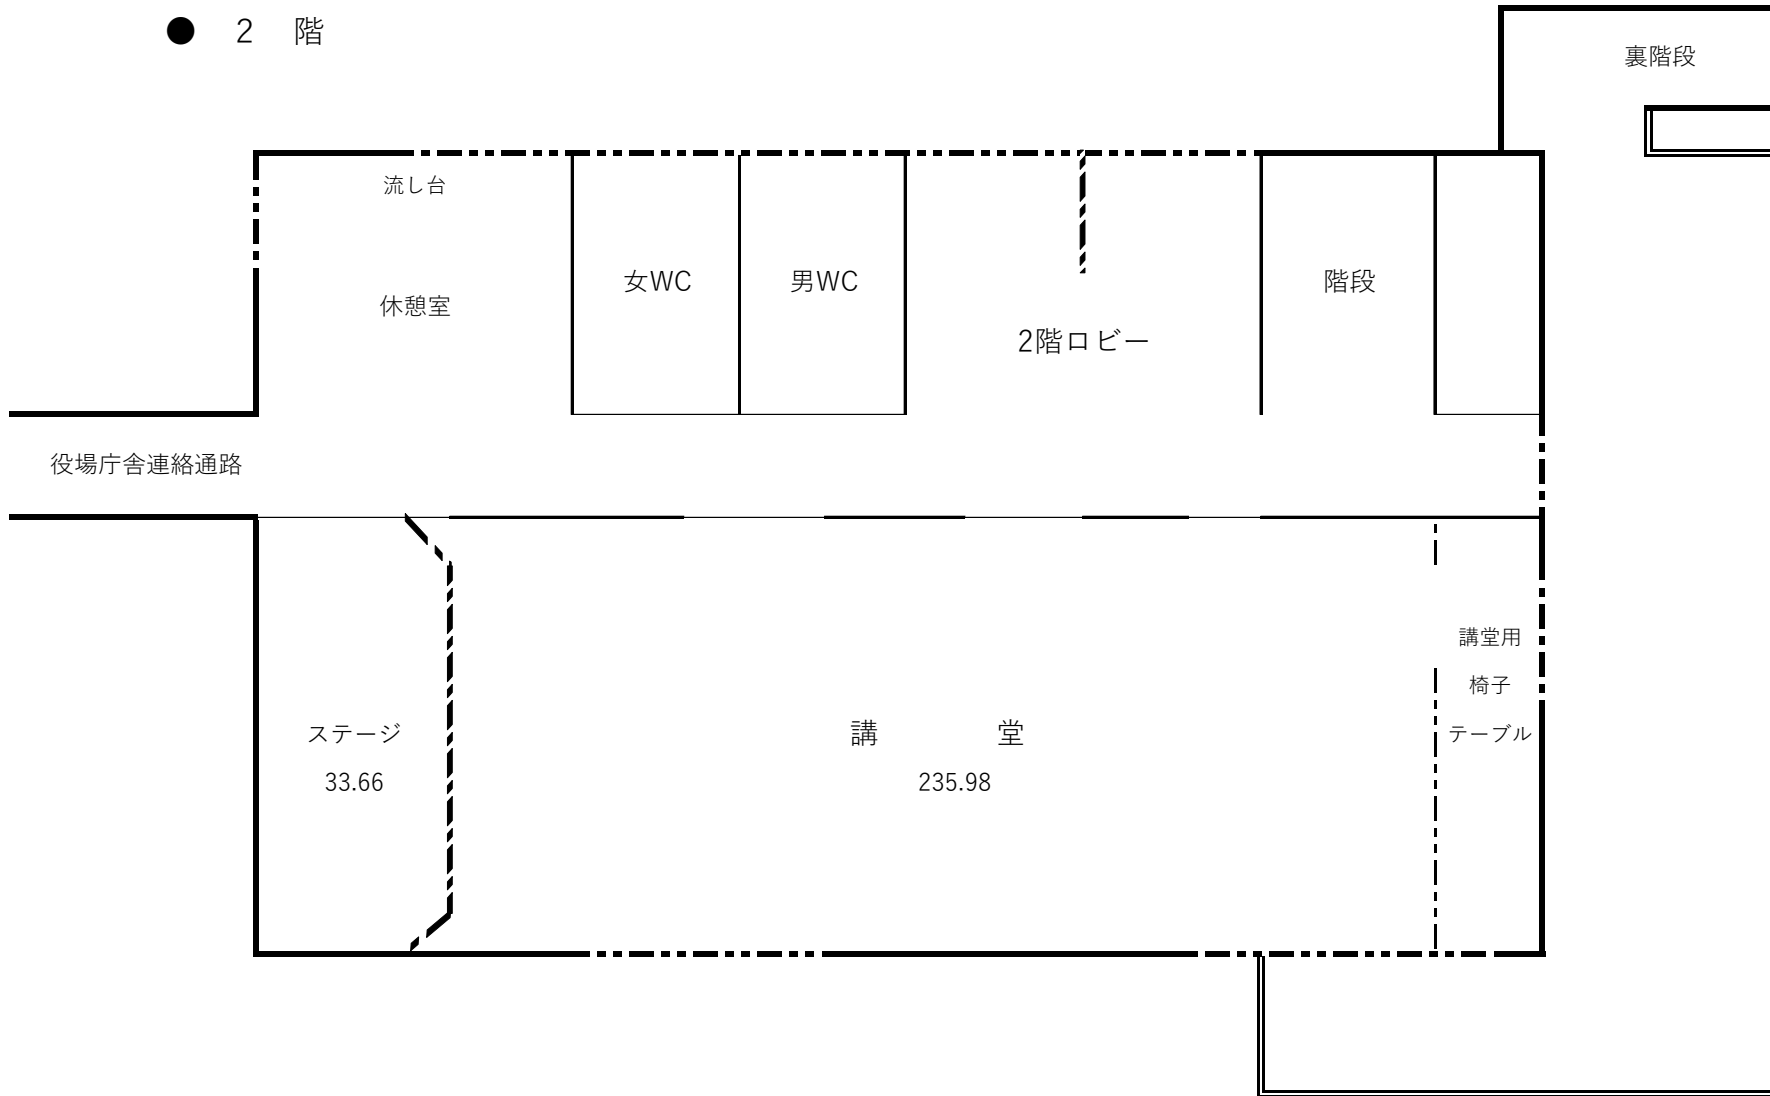 ● 2 階
裏階段
流し台
女WC
男WC
階段
休憩室
2階ロビー
役場庁舎連絡通路
講堂用
椅子
テーブル
ステージ
33.66
講 堂
235.98